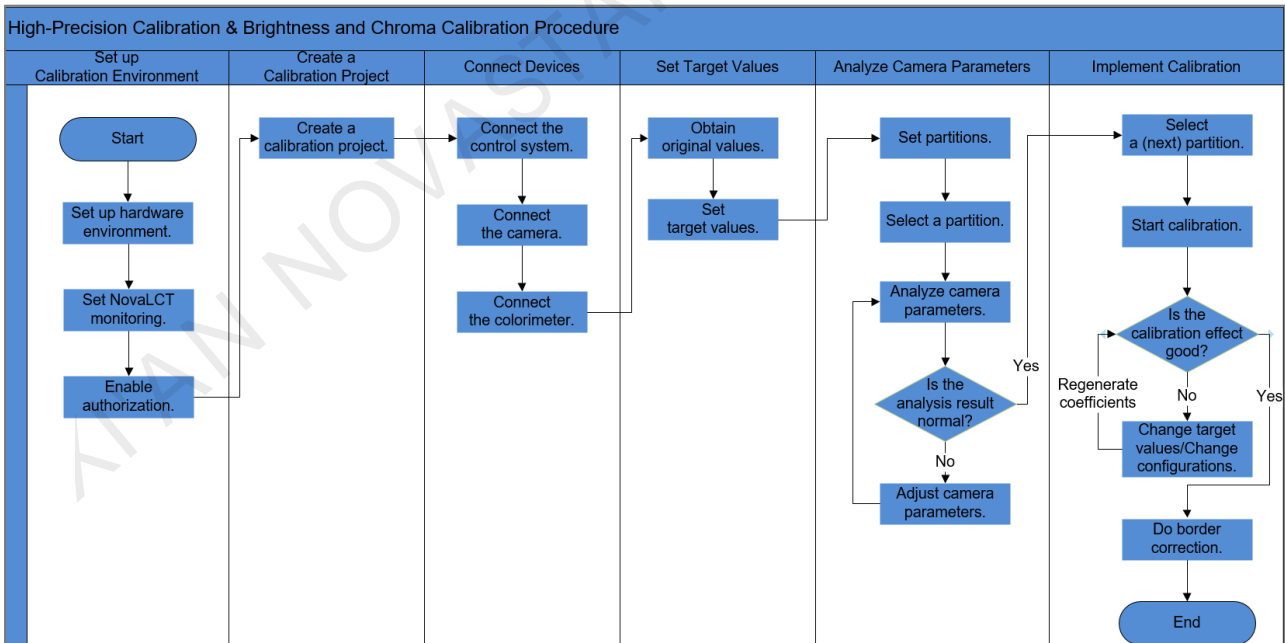 High-Precision Calibration & Brightness and Chroma Calibration Procedure
Set up
Calibration Environment
Create a
Calibration Project
Connect Devices
Set Target Values
Analyze Camera Parameters
Implement Calibration
Start
Set up hardware
environment.
Set NovaLCT
monitoring.
Enable
authorization.
Create a
calibration project.
Connect the
control system.
Connect
the camera.
Connect
the colorimeter.
Obtain
original values.
Set
target values.
Set partitions.
Select a partition.
Analyze camera
parameters.
Is the
analysis result
normal?
Yes
No
Adjust camera
parameters.
Select
a (next) partition.
Start calibration.
Is the
calibration effect
good?
Regenerate
coefficients
No
Yes
Change target
values/Change
configurations.
Do border
correction.
End
XI'AN NOVASTA